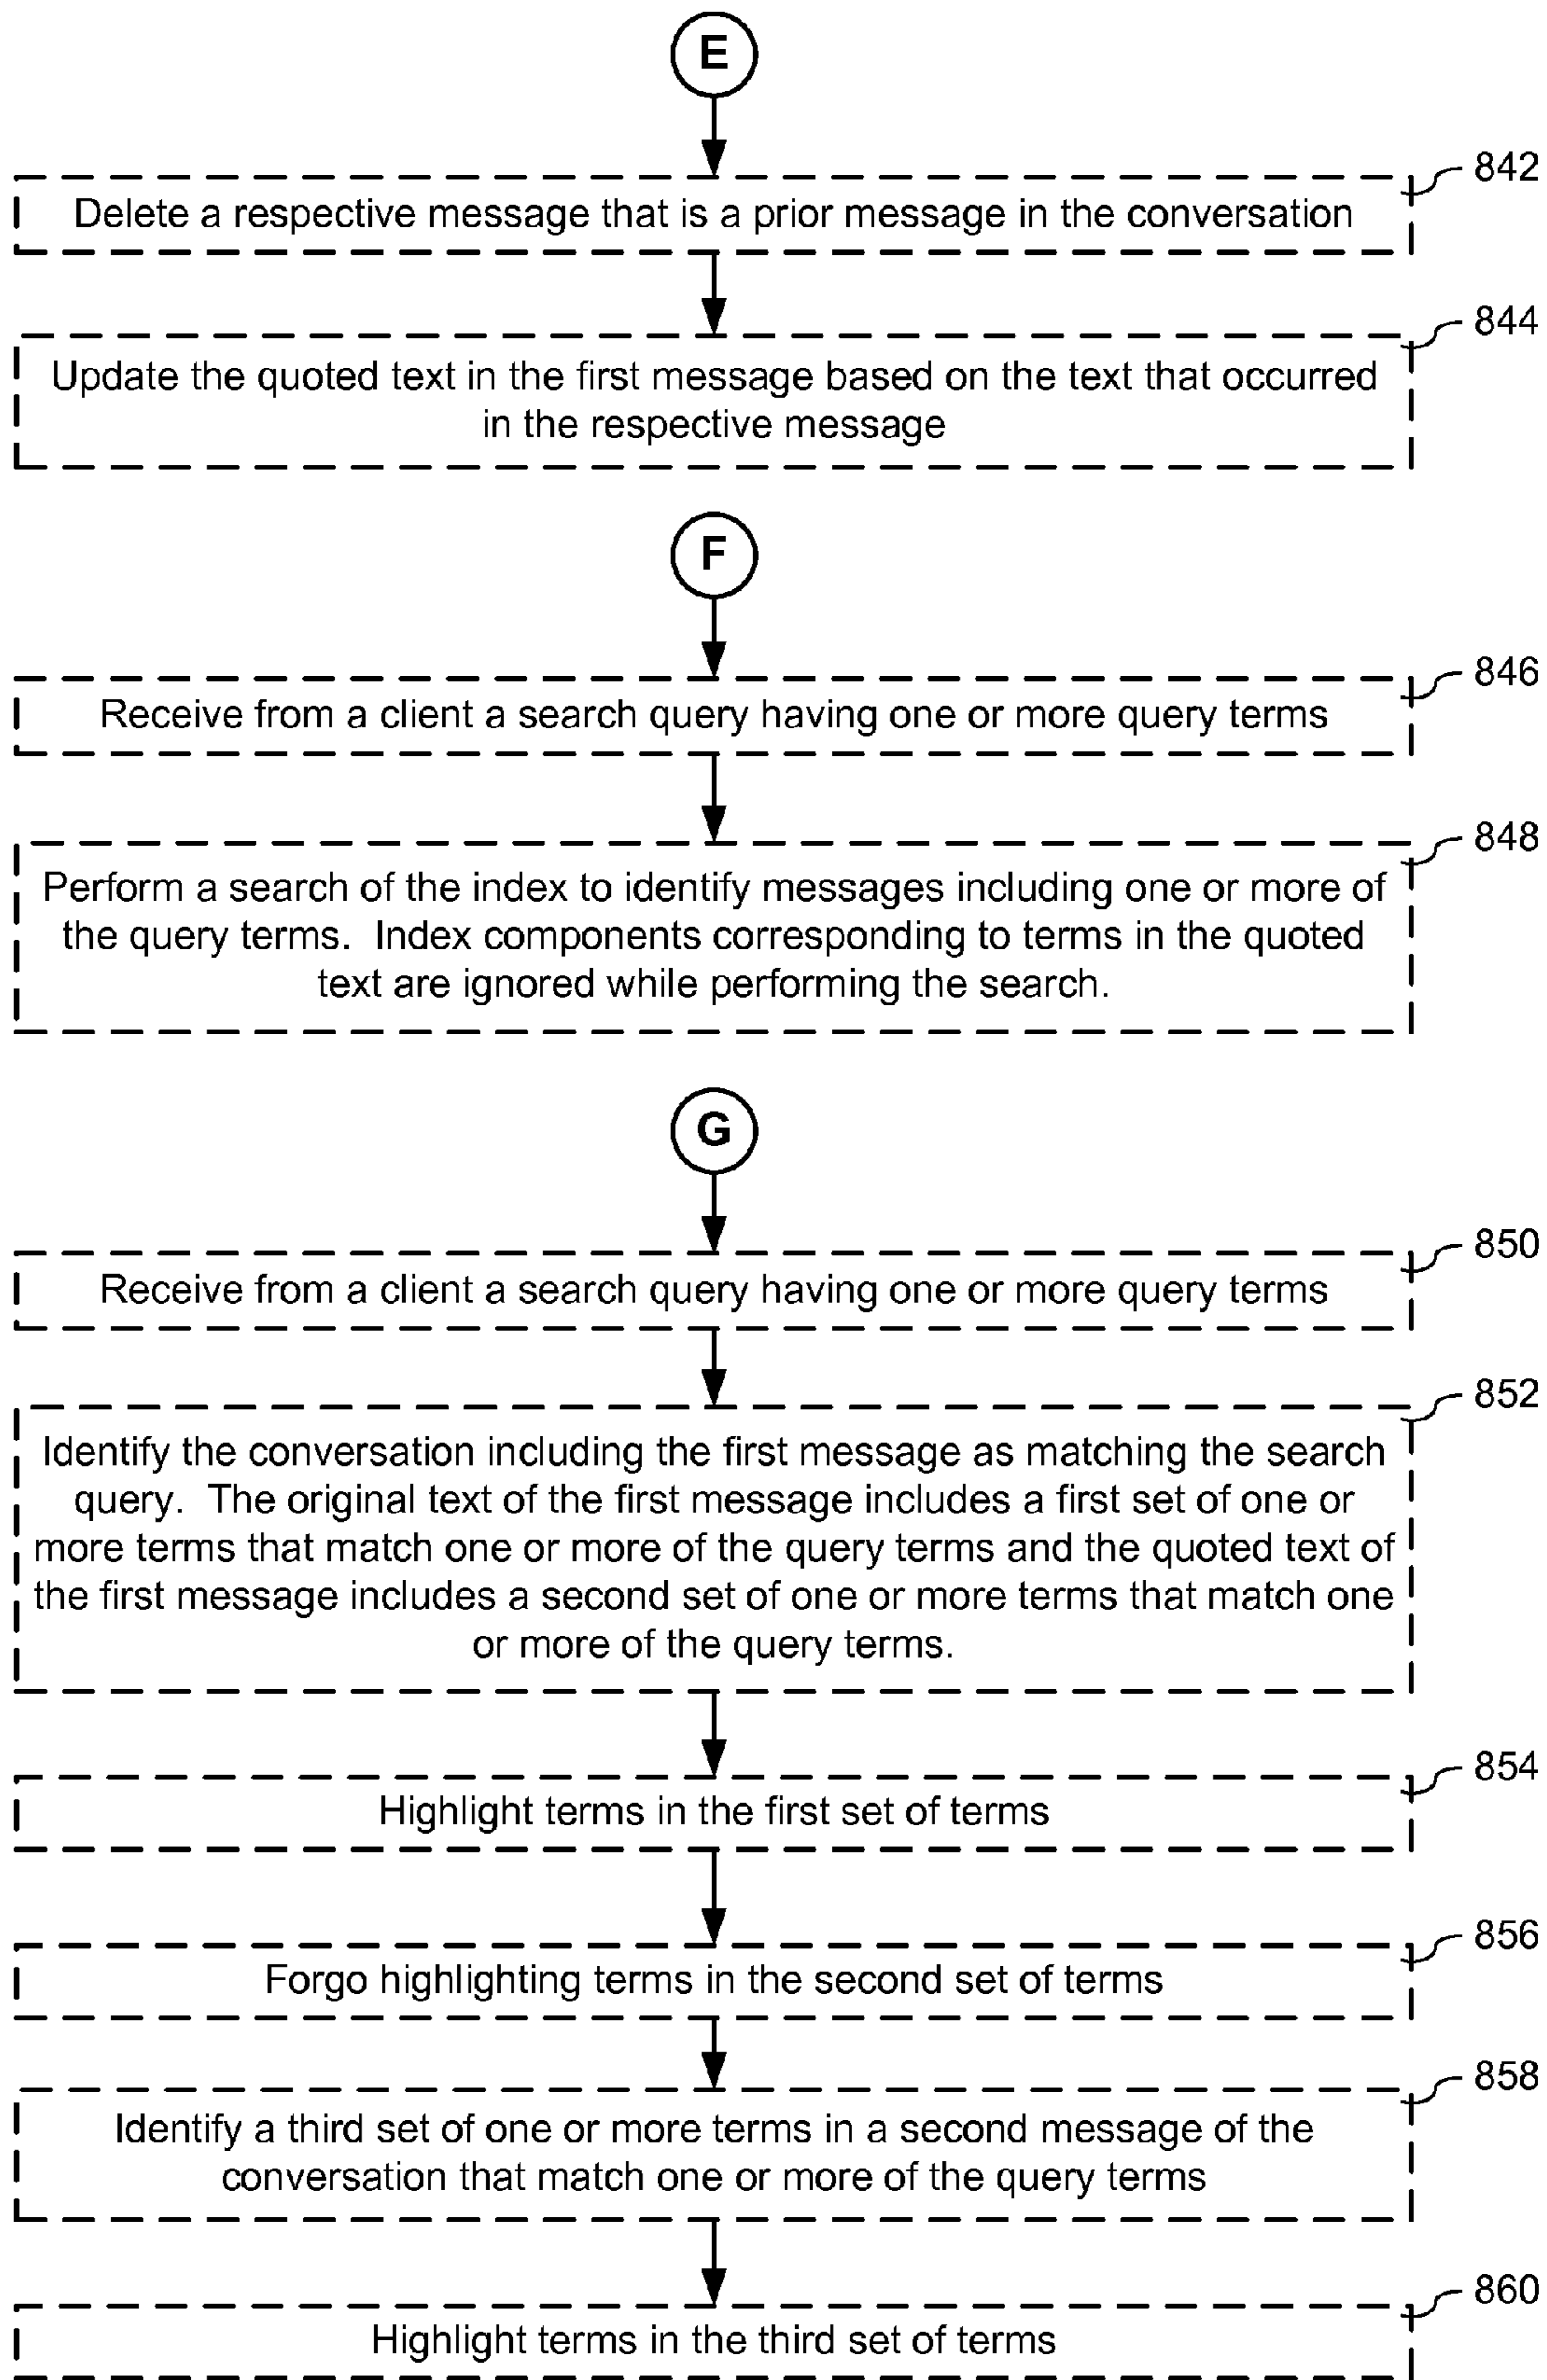 E
842
Delete a respective message that is a prior message in the conversation
844
Update the quoted text in the first message based on the text that occurred
in the respective message
F
846
Receive from a client a search query having one or more query terms
848
Perform a search of the index to identify messages including one or more of
the query terms.  Index components corresponding to terms in the quoted
text are ignored while performing the search.
G
850
Receive from a client a search query having one or more query terms
852
Identify the conversation including the first message as matching the search
query.  The original text of the first message includes a first set of one or
more terms that match one or more of the query terms and the quoted text of
the first message includes a second set of one or more terms that match one
or more of the query terms.
854
Highlight terms in the first set of terms
856
Forgo highlighting terms in the second set of terms
858
Identify a third set of one or more terms in a second message of the
conversation that match one or more of the query terms
860
Highlight terms in the third set of terms